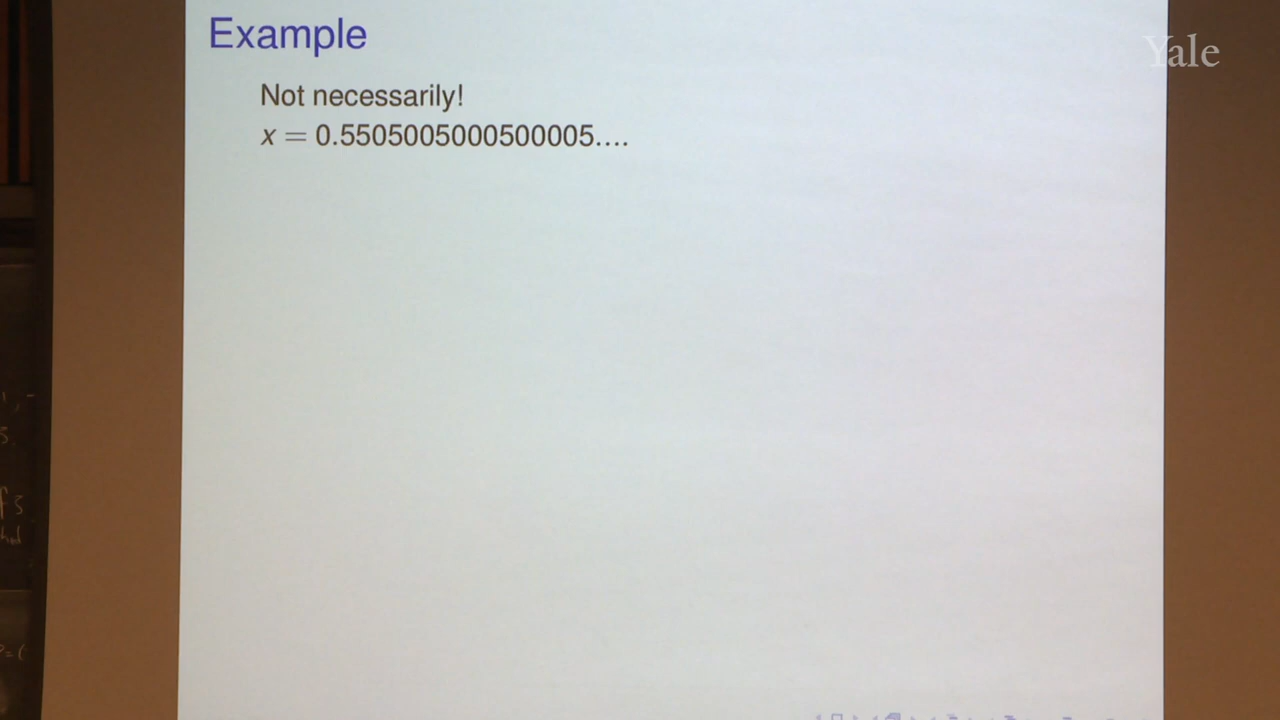 Example
Yale
Not necessarily!
x = 0.5505005000500005....